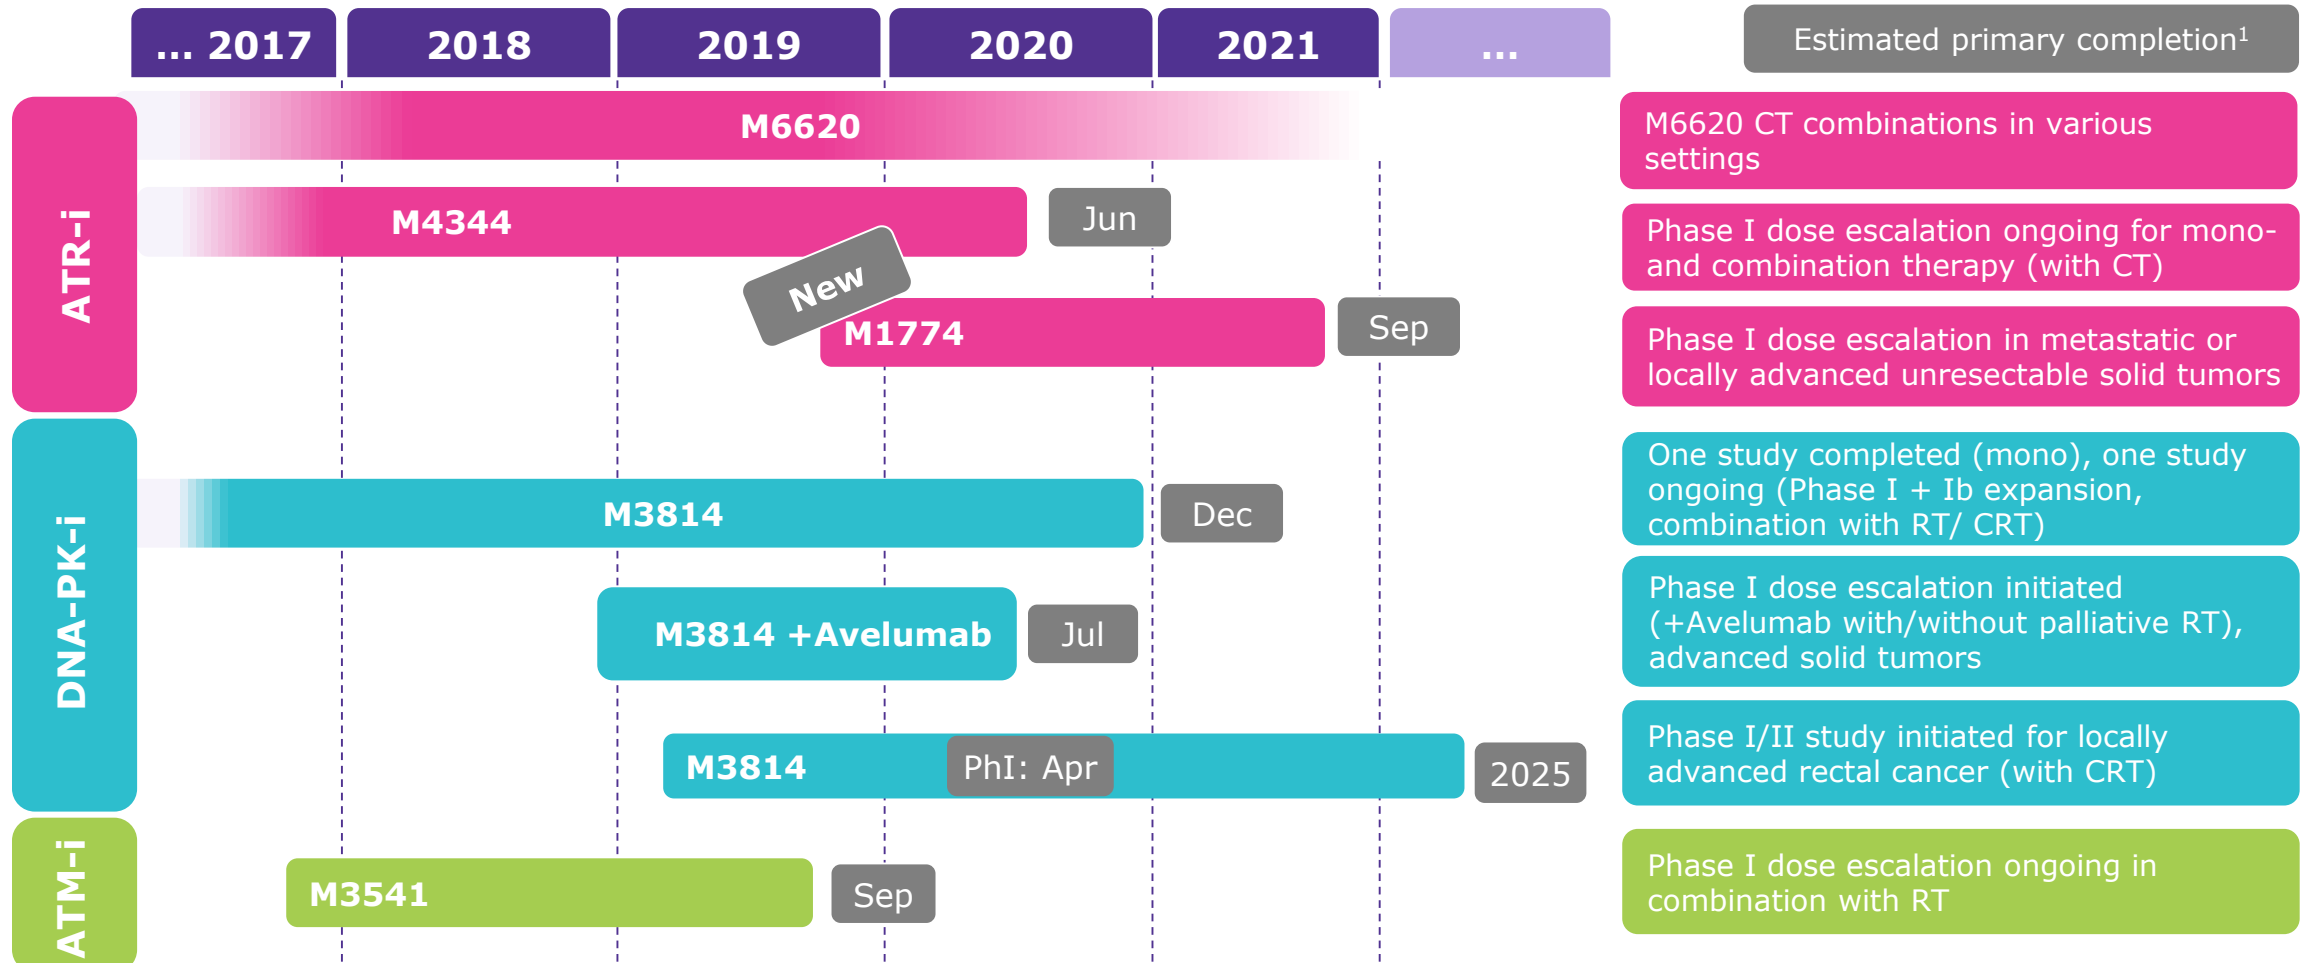 ... 2017
2018
2019
2020
2021
...
Estimated primary completion¹
ATR-i
M6620
M6620 CT combinations in various
settings
M4344
Jun
Phase I dose escalation ongoing for mono-
and combination therapy (with CT)
New
M1774
Sep
Phase I dose escalation in metastatic or
locally advanced unresectable solid tumors
DNA-PK-i
M3814
Dec
One study completed (mono), one study
ongoing (Phase I + Ib expansion,
combination with RT/ CRT)
M3814 +Avelumab
Jul
Phase I dose escalation initiated
(+Avelumab with/without palliative RT),
advanced solid tumors
M3814
PhI: Apr
2025
Phase I/II study initiated for locally
advanced rectal cancer (with CRT)
ATM-i
M3541
Sep
Phase I dose escalation ongoing in
combination with RT